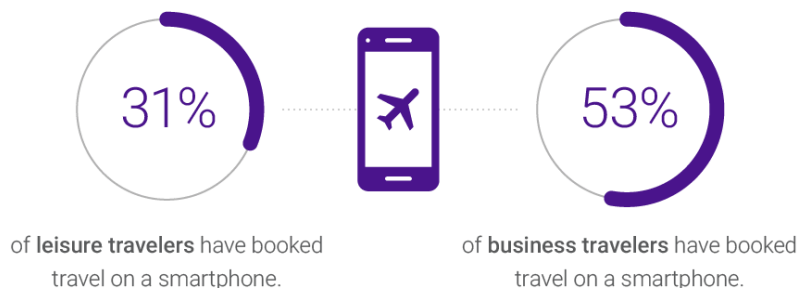 31%
53%
of leisure travelers have booked
travel on a smartphone.
of business travelers have booked
travel on a smartphone.